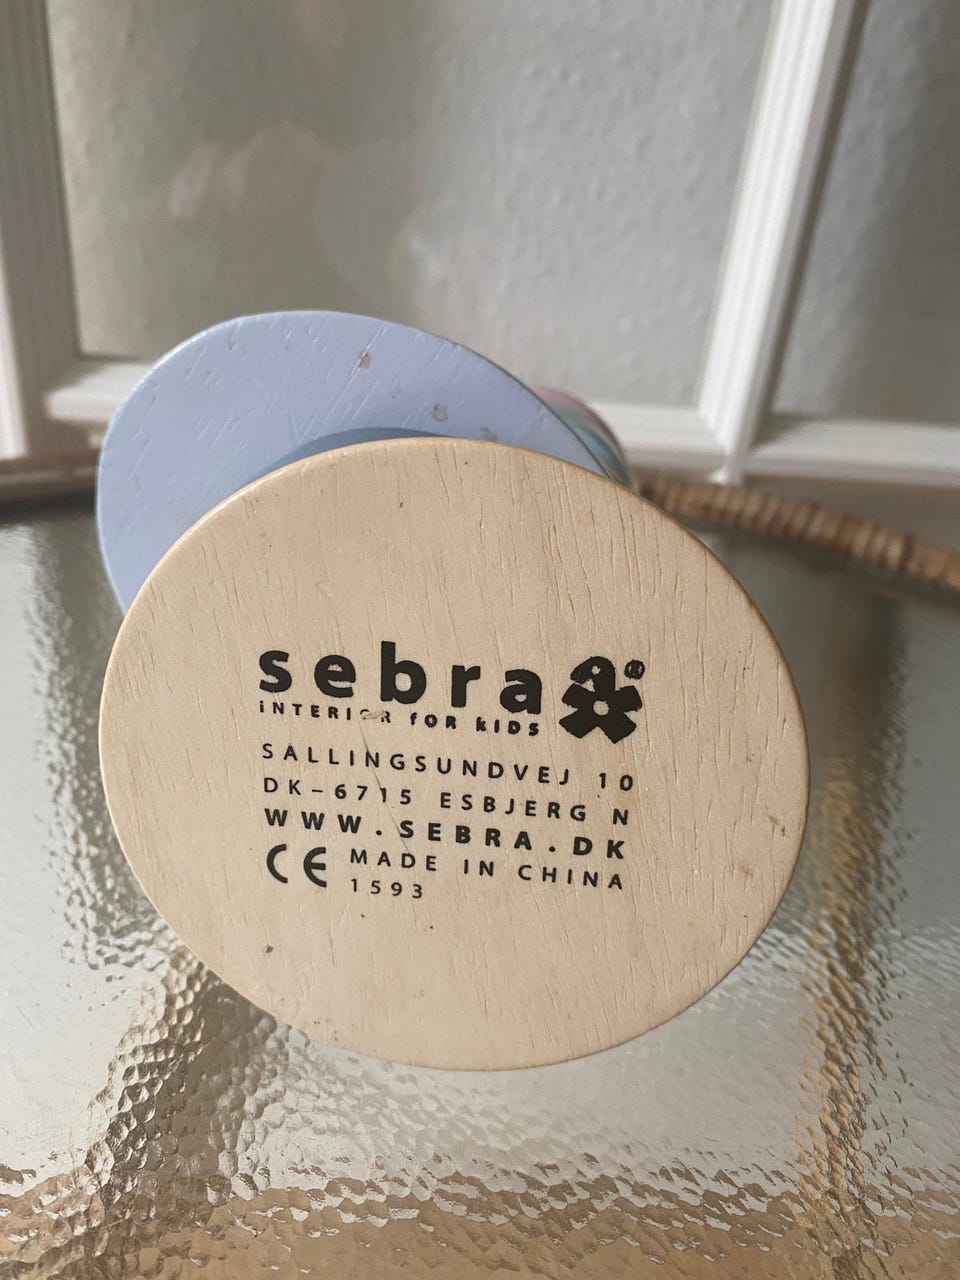 sebra®
iNTERIOR fOR kIDS
SALLINGSUNDVEJ 10
DK–6715 ESBJERG N
WWW.SEBRA.DK
CE MADE IN CHINA
1593